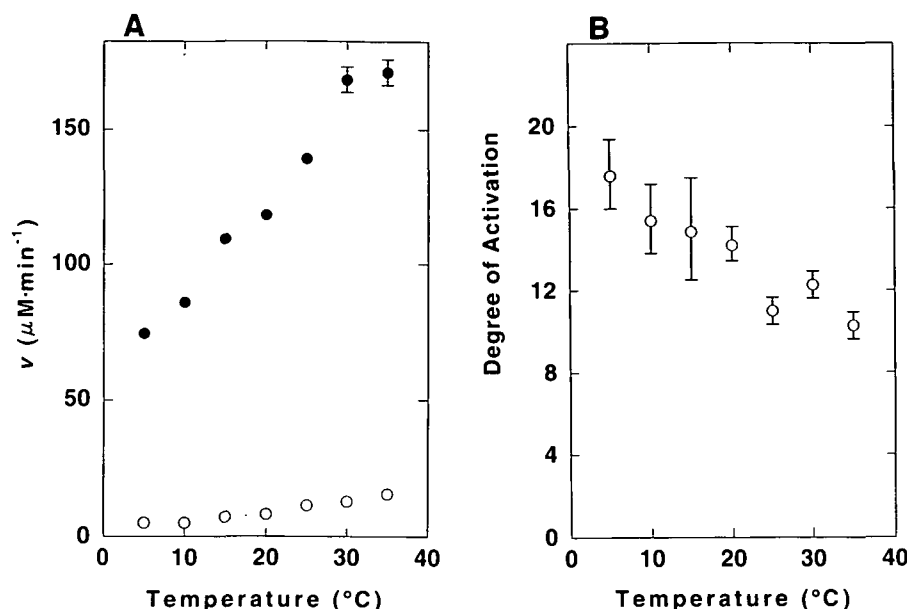 A
150
100
50
0
v (μM·min⁻¹)
0 10 20 30 40
Temperature (°C)
B
20
16
12
8
4
0
Degree of Activation
0 10 20 30 40
Temperature (°C)